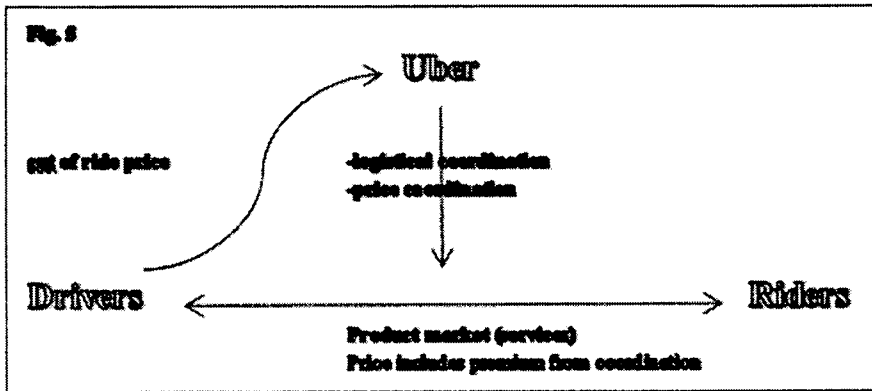 Fig. 5
Uber
cut of ride price
-logistical coordination
-price coordination
Drivers
Riders
Product market (services)
Price includes premium from coordination